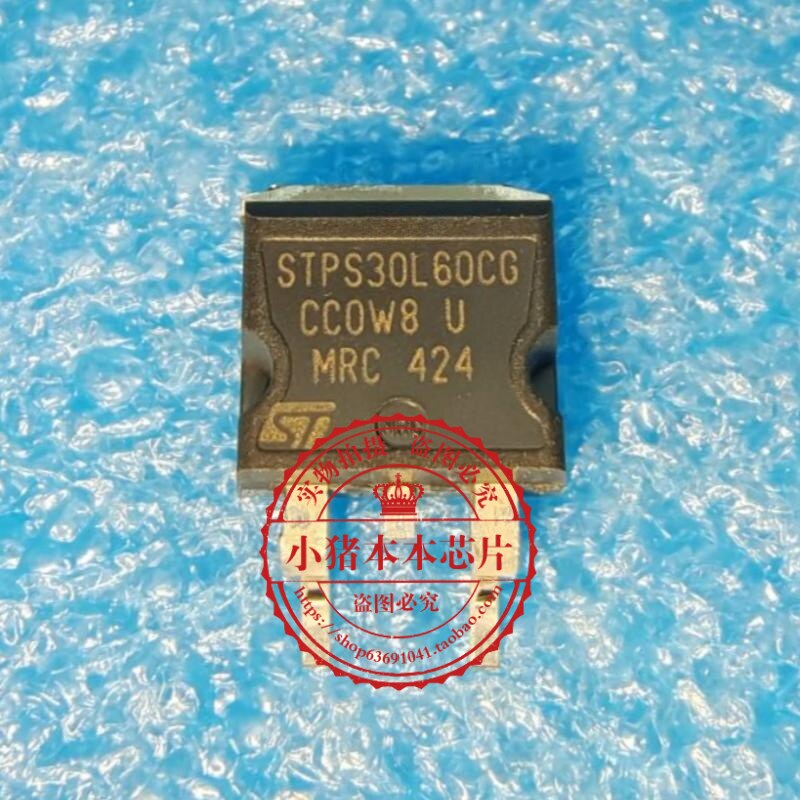 STPS30L60CG
CCOW8 U
MRC 424
ST
实物拍摄 盗图必究
小猪本本芯片
盗图必究
https://shop63691041.taobao.com